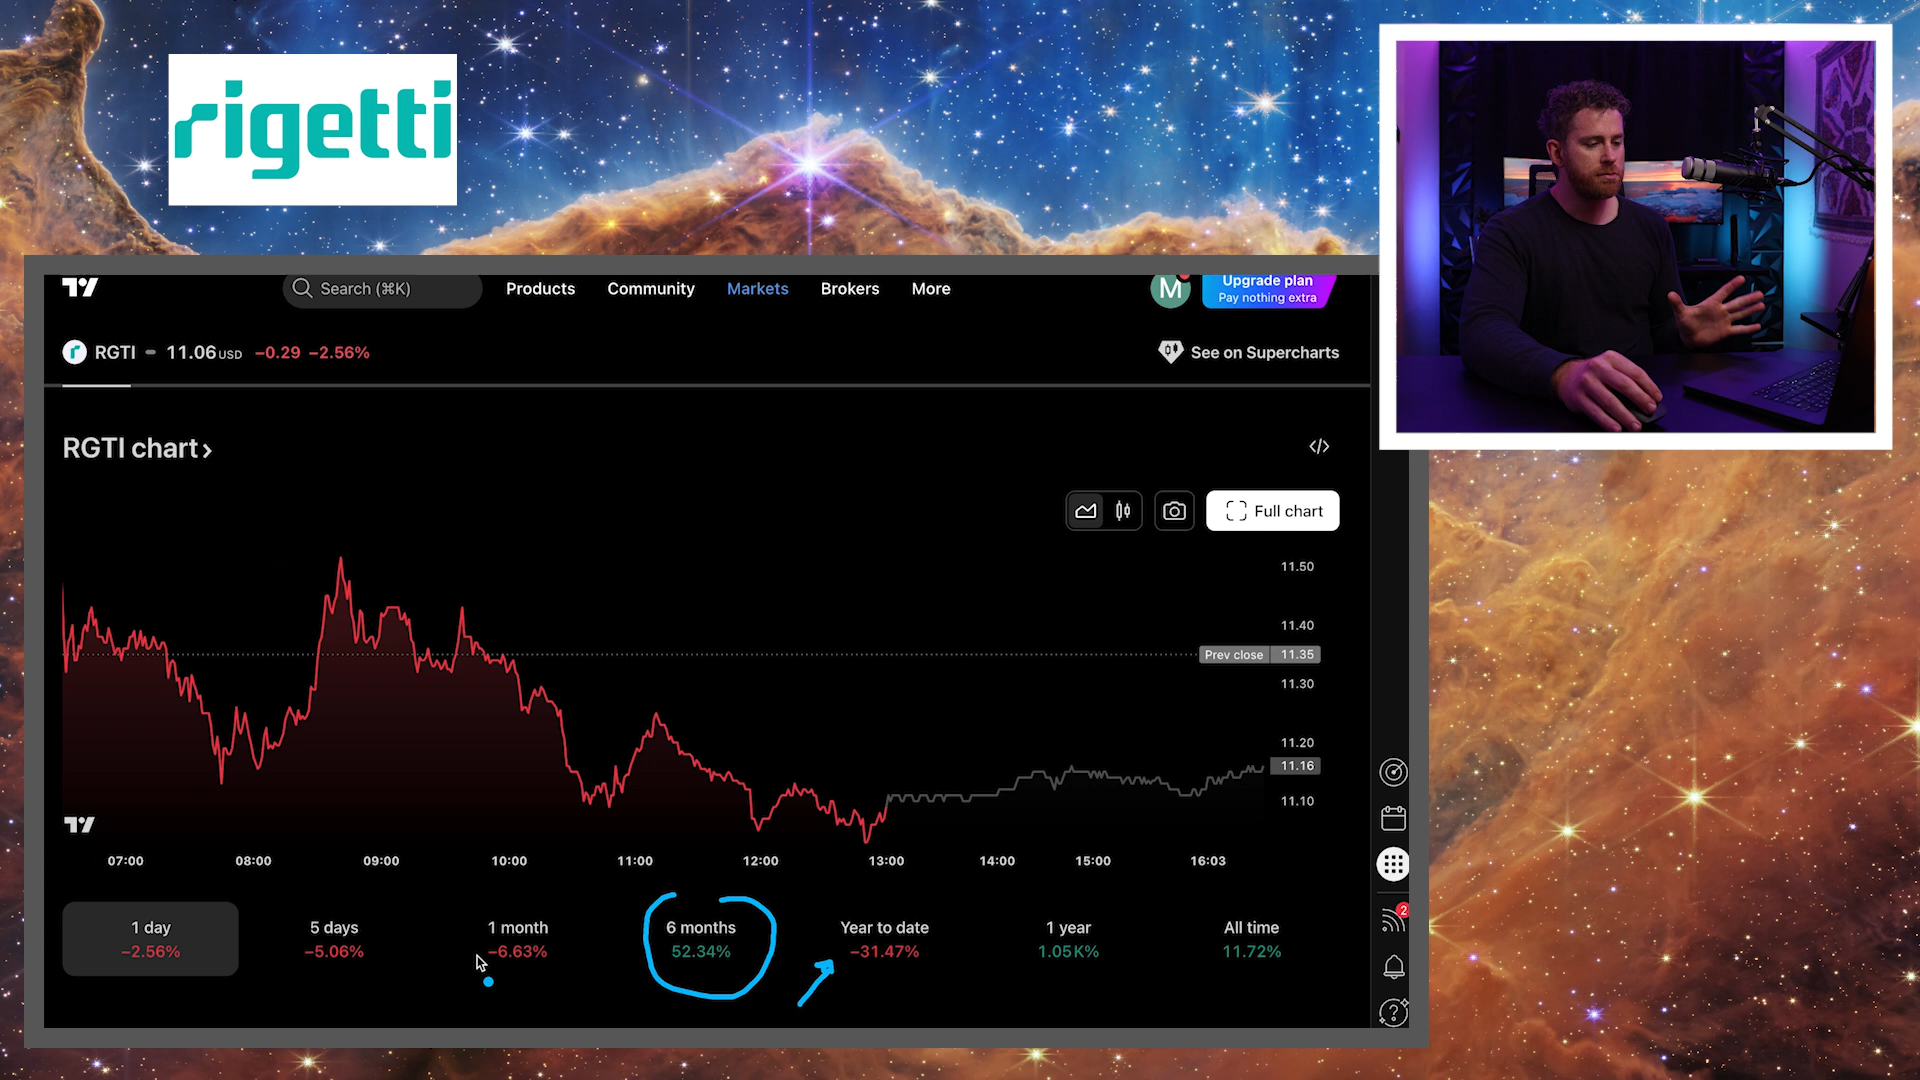 rigetti
Search (⌘K)
Products
Community
Markets
Brokers
More
M
Upgrade plan
Pay nothing extra
RGTI
11.06 USD −0.29 −2.56%
See on Supercharts
RGTI chart ›
</>
Full chart
11.50
11.40
Prev close 11.35
11.30
11.20
11.16
11.10
07:00 08:00 09:00 10:00 11:00 12:00 13:00 14:00 15:00 16:03
1 day
−2.56%
5 days
−5.06%
1 month
−6.63%
6 months
52.34%
Year to date
−31.47%
1 year
1.05K%
All time
11.72%
2
?